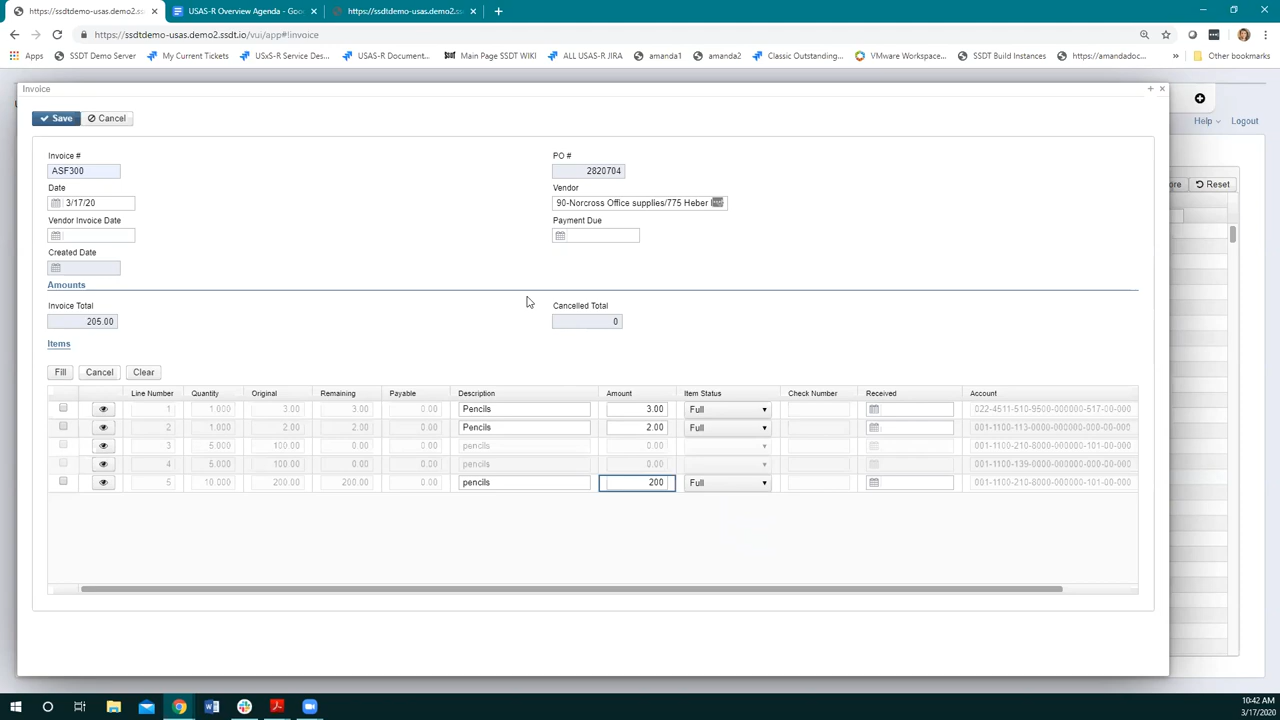 https://ssdtdemo-usas.demo2.ssdt.io/
USAS-R Overview Agenda - Goo
https://ssdtdemo-usas.demo2.ssdt
ssdtdemo-usas.demo2.ssdt.io/vui/app#!invoice
Apps SSDT Demo Server My Current Tickets USxS-R Service Des... USAS-R Document... Main Page SSDT WIKI ALL USAS-R JIRA amanda1 amanda2 Classic Outstanding... VMware Workspace... SSDT Build Instances https://amandadoc... » Other bookmarks
Invoice
Save Cancel
Help Logout
Invoice # PO #
ASF300 2820704
Date Vendor
3/17/20 90-Norcross Office supplies/775 Heber
Vendor Invoice Date Payment Due
Created Date
Amounts
Invoice Total Cancelled Total
205.00 0
Items
Fill Cancel Clear
Line Number Quantity Original Remaining Payable Description Amount Item Status Check Number Received Account
1 1.000 3.00 3.00 0.00 Pencils 3.00 Full 022-4511-510-9500-000000-517-00-000
2 1.000 2.00 2.00 0.00 Pencils 2.00 Full 001-1100-113-0000-000000-000-00-000
3 5.000 100.00 0.00 0.00 pencils 0.00 001-1100-210-8000-000000-101-00-000
4 5.000 100.00 0.00 0.00 pencils 0.00 001-1100-139-0000-000000-000-00-000
5 10.000 200.00 200.00 0.00 pencils 200 Full 001-1100-210-8000-000000-101-00-000
ore Reset
10:42 AM
3/17/2020